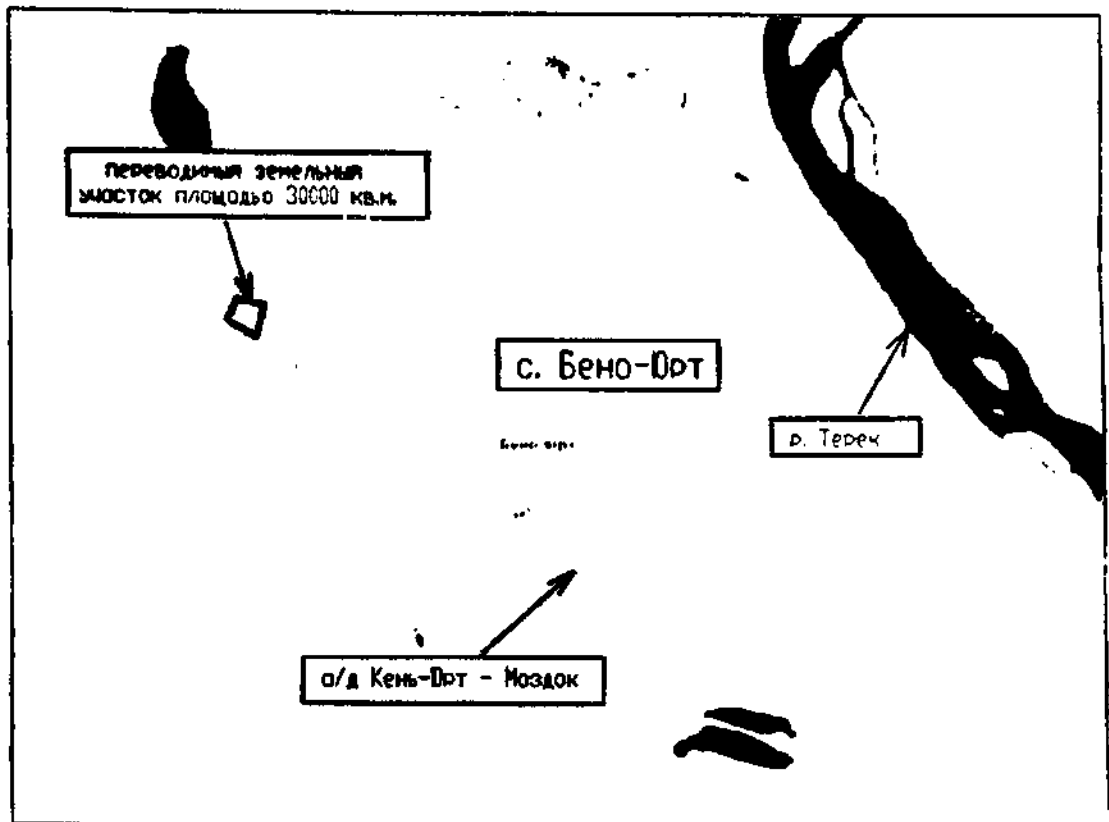 переводимый земельный
участок площадью 30000 кв.м.
с. Бено-Юрт
р. Терек
а/д Кень-Юрт - Моздок